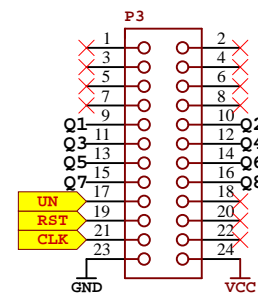 P3
1 2
3 4
5 6
7 8
Q1 9 10 Q2
Q3 11 12 Q4
Q5 13 14 Q6
Q7 15 16 Q8
UN 17 18
RST 19 20
CLK 21 22
23 24
GND VCC